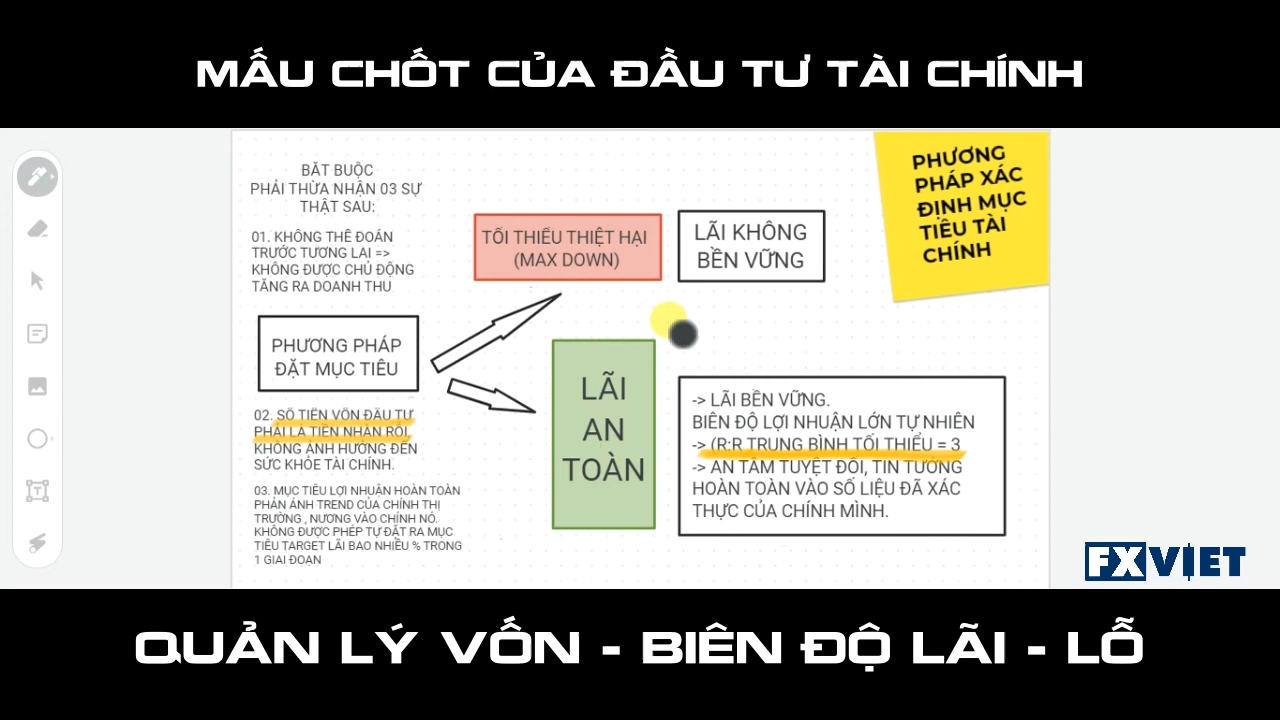 MẤU CHỐT CỦA ĐẦU TƯ TÀI CHÍNH
BẮT BUỘC
PHẢI THỪA NHẬN 03 SỰ
THẬT SAU:
01. KHÔNG THỂ ĐOÁN
TRƯỚC TƯƠNG LAI =>
KHÔNG ĐƯỢC CHỦ ĐỘNG
TĂNG RA DOANH THU
PHƯƠNG PHÁP
ĐẶT MỤC TIÊU
02. SỐ TIỀN VỐN ĐẦU TƯ
PHẢI LÀ TIỀN NHÀN RỖI,
KHÔNG ẢNH HƯỞNG ĐẾN
SỨC KHỎE TÀI CHÍNH.
03. MỤC TIÊU LỢI NHUẬN HOÀN TOÀN
PHẢN ÁNH TREND CỦA CHÍNH THỊ
TRƯỜNG , NƯƠNG VÀO CHÍNH NÓ.
KHÔNG ĐƯỢC PHÉP TỰ ĐẶT RA MỤC
TIÊU TARGET LÃI BAO NHIÊU % TRONG
1 GIAI ĐOẠN
TỐI THIỂU THIỆT HẠI
(MAX DOWN)
LÃI KHÔNG
BỀN VỮNG
LÃI
AN
TOÀN
-> LÃI BỀN VỮNG.
BIÊN ĐỘ LỢI NHUẬN LỚN TỰ NHIÊN
-> (R:R TRUNG BÌNH TỐI THIỂU = 3
-> AN TÂM TUYỆT ĐỐI, TIN TƯỞNG
HOÀN TOÀN VÀO SỐ LIỆU ĐÃ XÁC
THỰC CỦA CHÍNH MÌNH.
PHƯƠNG
PHÁP XÁC
ĐỊNH MỤC
TIÊU TÀI
CHÍNH
FXVIET
QUẢN LÝ VỐN - BIÊN ĐỘ LÃI - LỖ